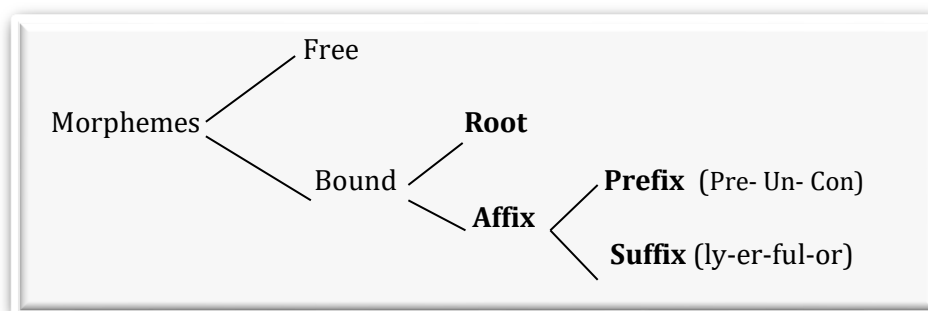 Free
Morphemes
Root
Bound
Prefix (Pre- Un- Con)
Affix
Suffix (ly-er-ful-or)